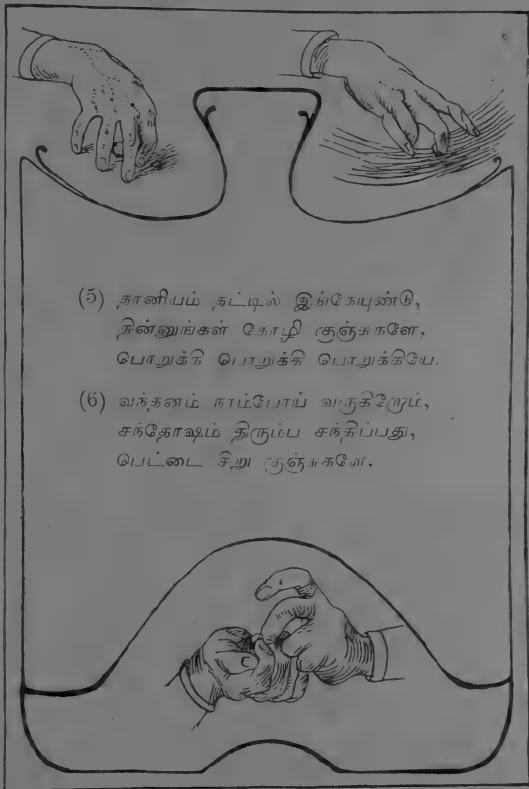 (5) தானியம் தட்டில் இங்கேயுண்டு,
தின்னுங்கள் கோழி குஞ்சுகளே,
பொறுக்கி பொறுக்கி பொறுக்கியே.
(6) வந்தனம் நாம்போய் வருகிறோம்,
சந்தோஷம் திரும்ப சந்திப்பது,
பெட்டை சிறு குஞ்சுகளே.